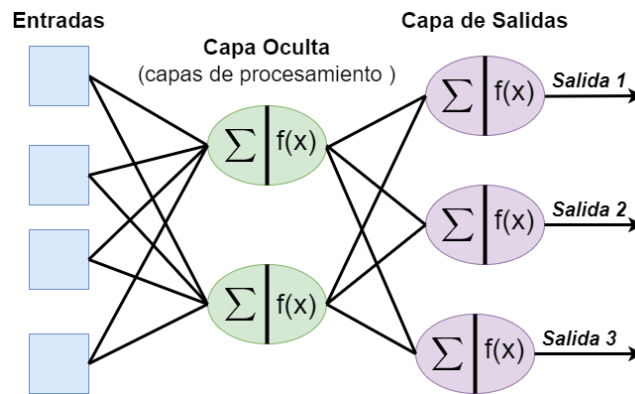 Entradas
Capa Oculta
(capas de procesamiento )
Capa de Salidas
∑ f(x)
∑ f(x)
∑ f(x) Salida 1
∑ f(x) Salida 2
∑ f(x) Salida 3